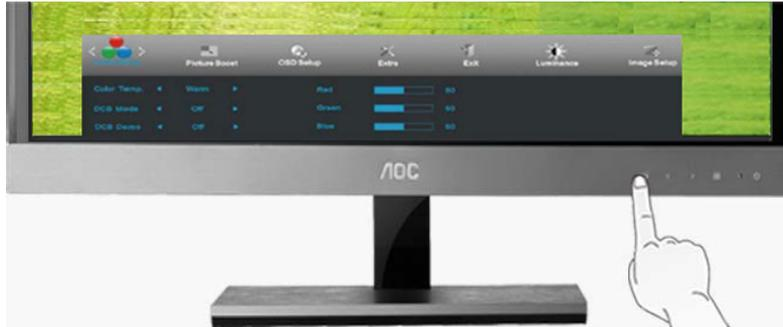 Picture Boost OSD Setup Extra Exit Luminance Image Setup
Color Temp. Warm Red 50
DCB Mode Off Green 50
DCB Demo Off Blue 50
AOC